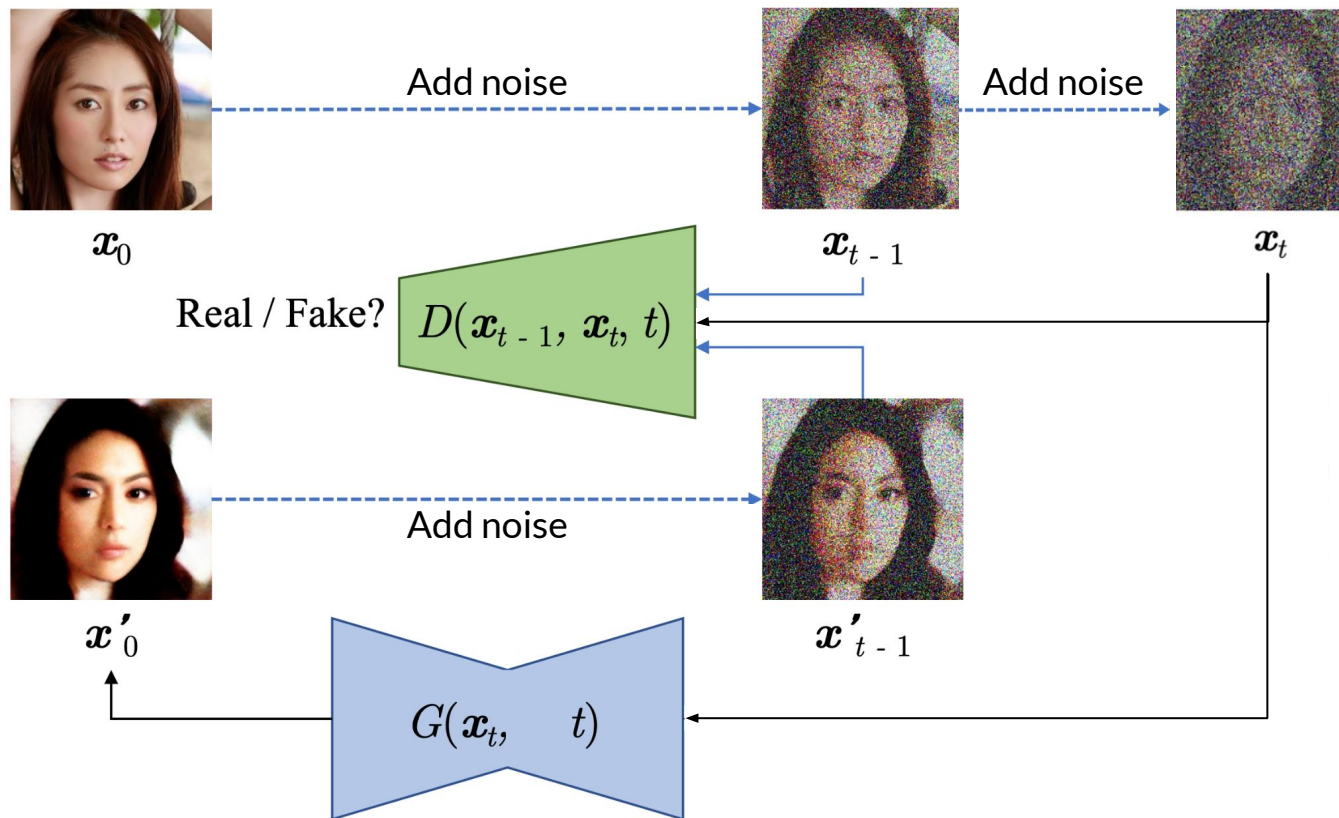 Add noise
Add noise
x₀
xₜ ₋ ₁
xₜ
Real / Fake?
D(xₜ ₋ ₁, xₜ, t)
Add noise
x′₀
x′ₜ ₋ ₁
G(xₜ, t)